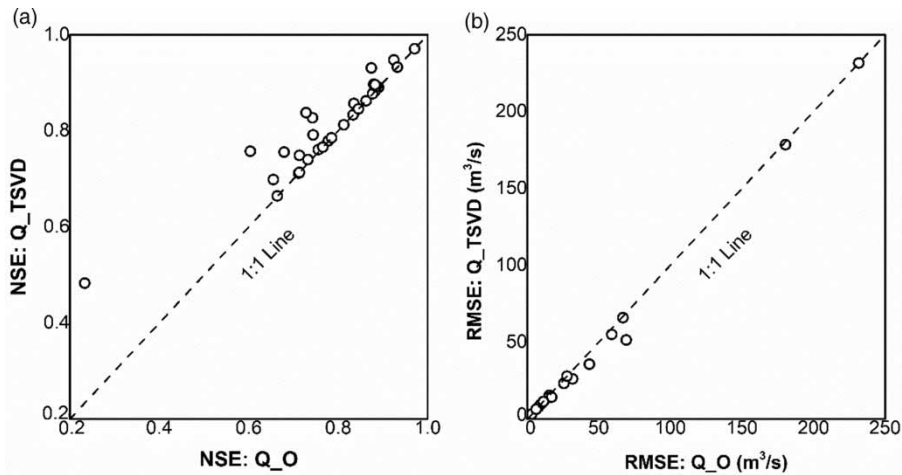 (a)
1.0
0.8
0.6
0.4
0.2
NSE: Q_TSVD
1:1 Line
0.2
0.4
0.6
0.8
1.0
NSE: Q_O
(b)
250
200
150
100
50
0
RMSE: Q_TSVD (m³/s)
1:1 Line
0
50
100
150
200
250
RMSE: Q_O (m³/s)